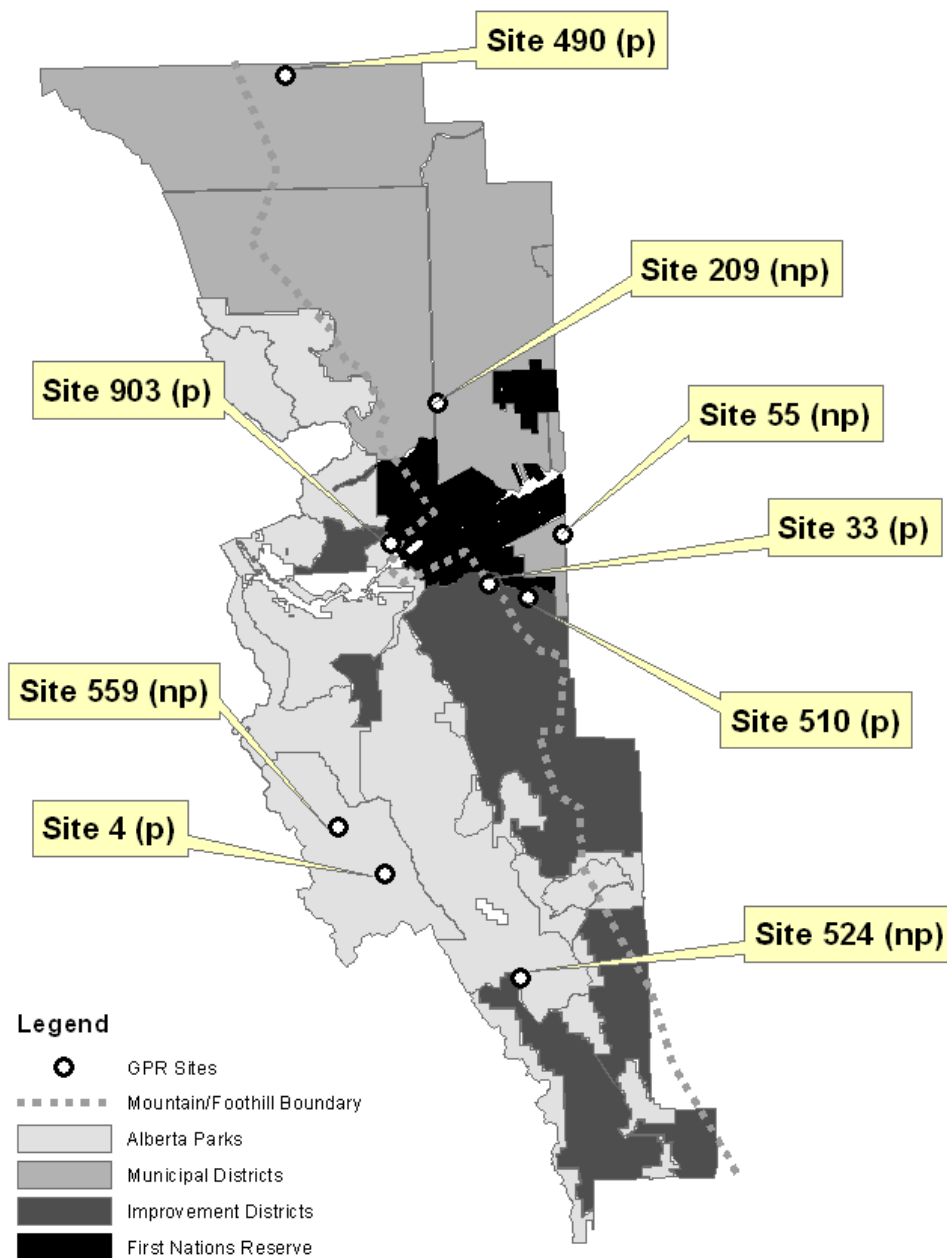 Site 490 (p)
Site 209 (np)
Site 903 (p)
Site 55 (np)
Site 33 (p)
Site 559 (np)
Site 510 (p)
Site 4 (p)
Site 524 (np)
Legend
GPR Sites
Mountain/Foothill Boundary
Alberta Parks
Municipal Districts
Improvement Districts
First Nations Reserve